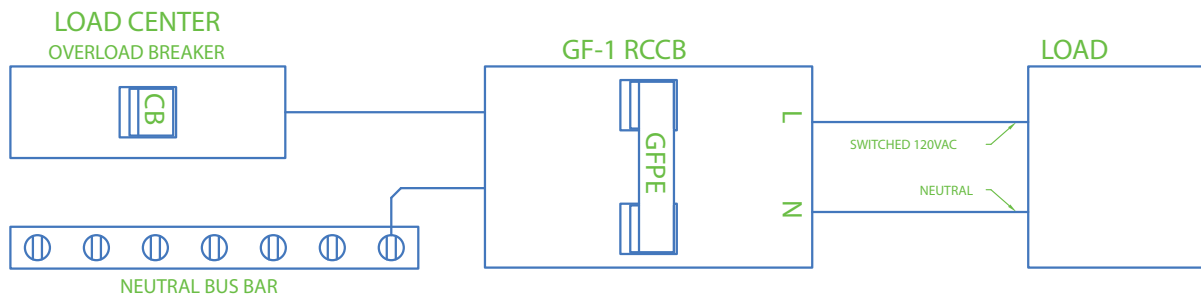 LOAD CENTER
OVERLOAD BREAKER
CB
GF-1 RCCB
GFPE
L
N
LOAD
SWITCHED 120VAC
NEUTRAL
NEUTRAL BUS BAR